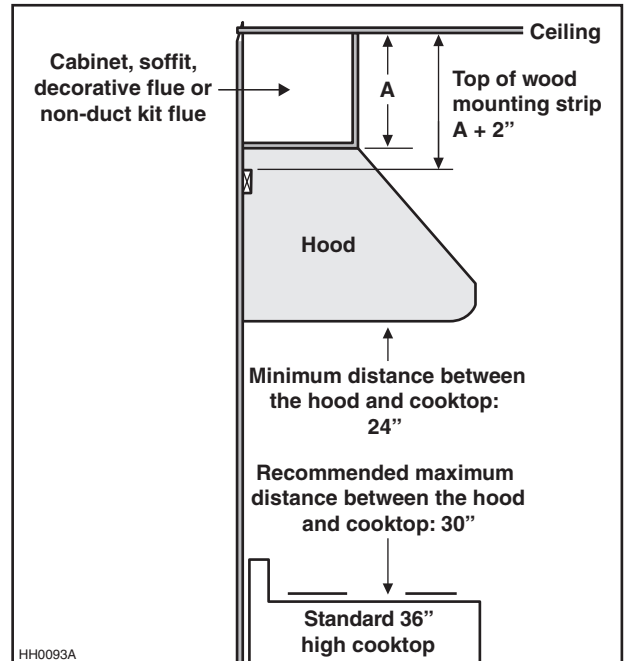 Ceiling
Cabinet, soffit,
decorative flue or
non-duct kit flue
A
Top of wood
mounting strip
A + 2”
Hood
Minimum distance between
the hood and cooktop:
24”
Recommended maximum
distance between the hood
and cooktop: 30”
Standard 36”
high cooktop
HH0093A